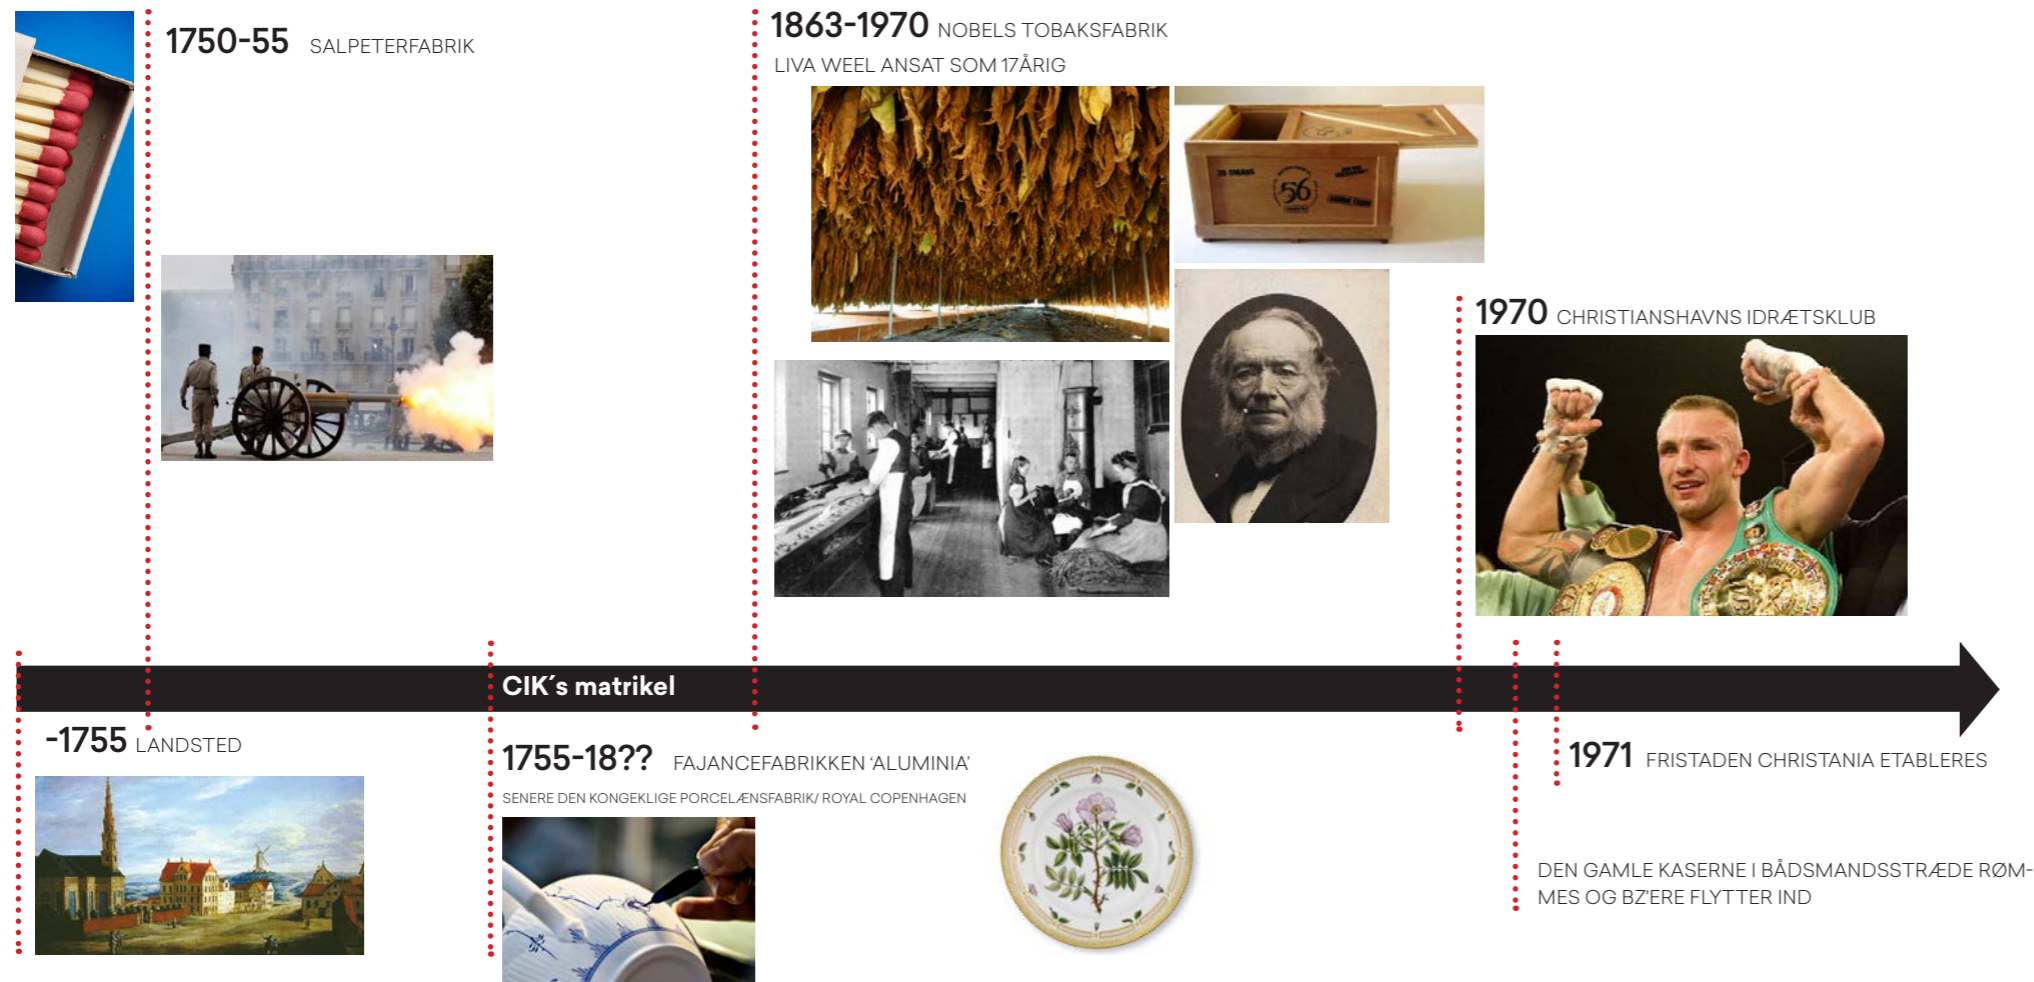 1750-55 SALPETERFABRIK
1863-1970 NOBELS TOBAKSFABRIK
LIVA WEEL ANSAT SOM 17ÅRIG
56
1970 CHRISTIANSHAVNS IDRÆTSKLUB
CIK´s matrikel
-1755 LANDSTED
1755-18?? FAJANCEFABRIKKEN ‘ALUMINIA’
SENERE DEN KONGEKLIGE PORCELÆNSFABRIK/ ROYAL COPENHAGEN
1971 FRISTADEN CHRISTANIA ETABLERES
DEN GAMLE KASERNE I BÅDSMANDSSTRÆDE RØM-
MES OG BZ'ERE FLYTTER IND